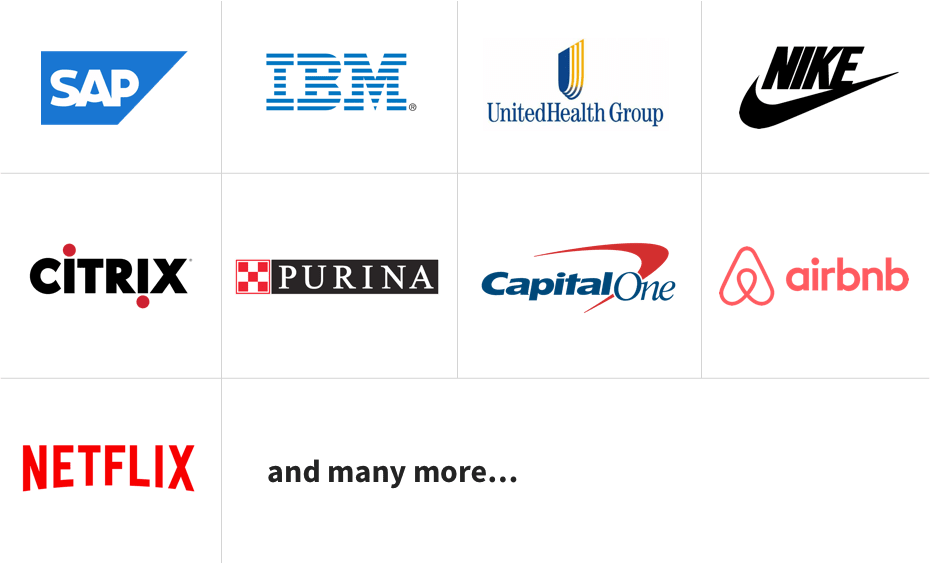 SAP
IBM®
UnitedHealth Group
NIKE
CiTRIX
PURINA
CapitalOne
airbnb
NETFLIX
and many more...